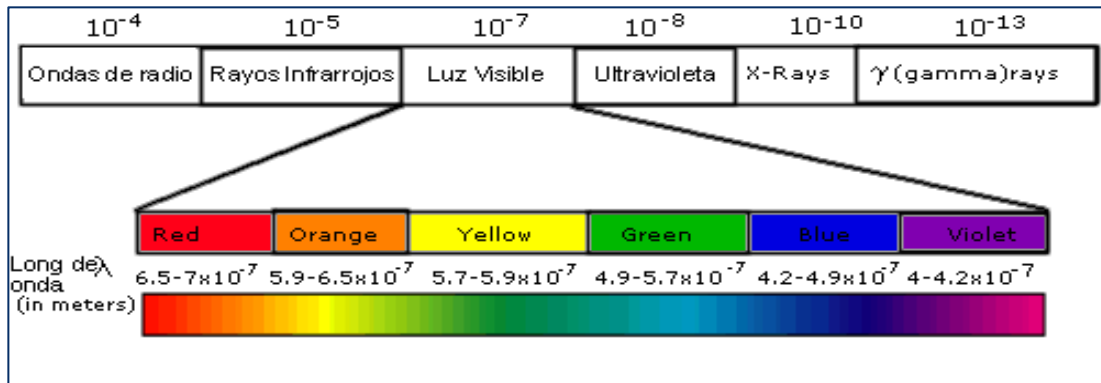 10⁻⁴ 10⁻⁵ 10⁻⁷ 10⁻⁸ 10⁻¹⁰ 10⁻¹³
Ondas de radio Rayos Infrarrojos Luz Visible Ultravioleta X-Rays γ(gamma)rays
Red Orange Yellow Green Blue Violet
Long deλ
onda
(in meters)
6.5-7x10⁻⁷ 5.9-6.5x10⁻⁷ 5.7-5.9x10⁻⁷ 4.9-5.7x10⁻⁷ 4.2-4.9x10⁻⁷ 4-4.2x10⁻⁷